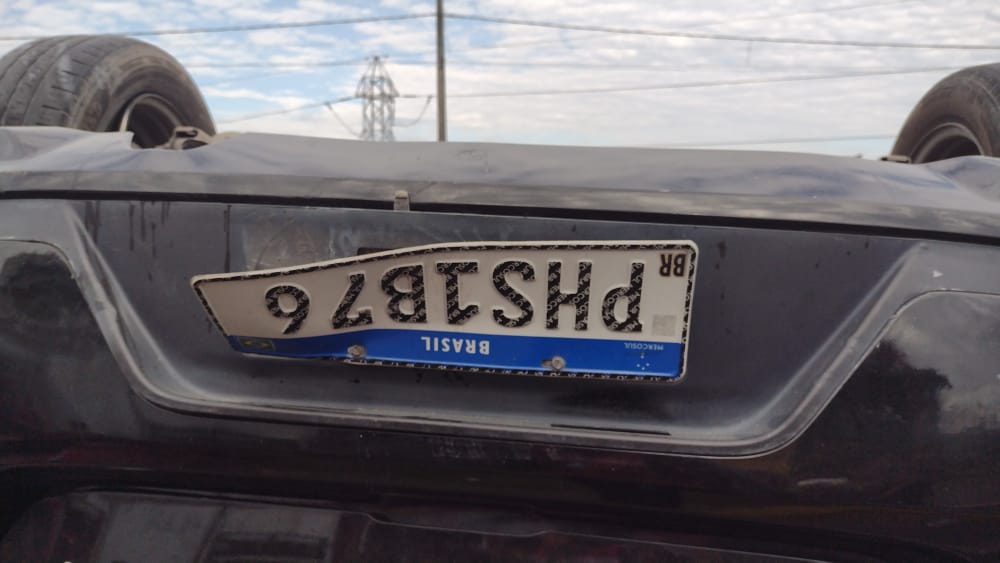 BRASIL
MERCOSUL
BR
PHS1B76